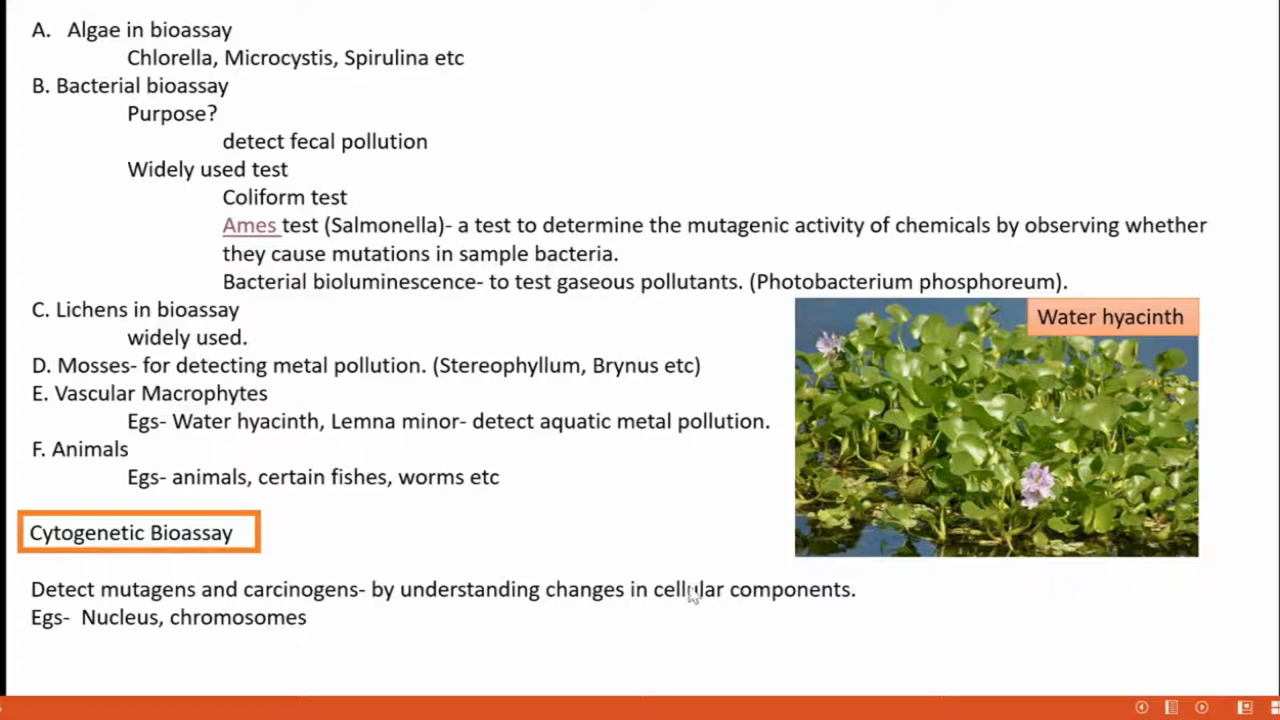 A. Algae in bioassay
Chlorella, Microcystis, Spirulina etc
B. Bacterial bioassay
Purpose?
detect fecal pollution
Widely used test
Coliform test
Ames test (Salmonella)- a test to determine the mutagenic activity of chemicals by observing whether
they cause mutations in sample bacteria.
Bacterial bioluminescence- to test gaseous pollutants. (Photobacterium phosphoreum).
C. Lichens in bioassay
widely used.
D. Mosses- for detecting metal pollution. (Stereophyllum, Brynus etc)
E. Vascular Macrophytes
Egs- Water hyacinth, Lemna minor- detect aquatic metal pollution.
F. Animals
Egs- animals, certain fishes, worms etc
Water hyacinth
Cytogenetic Bioassay
Detect mutagens and carcinogens- by understanding changes in cellular components.
Egs- Nucleus, chromosomes